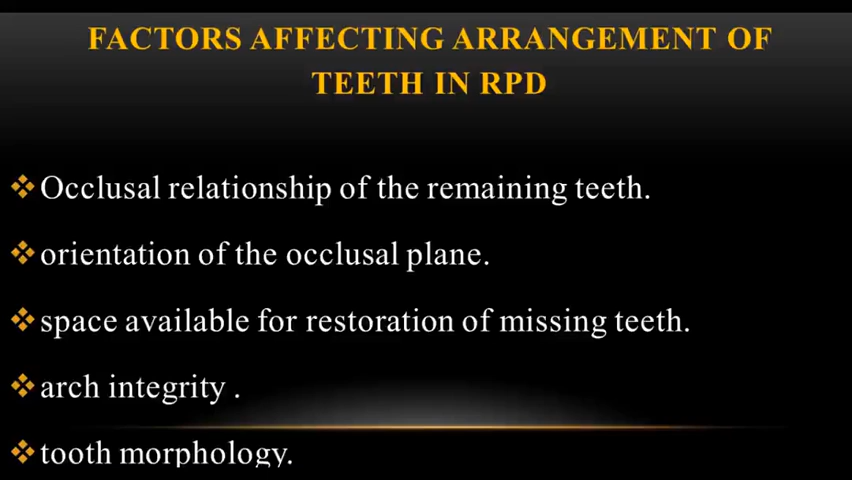 FACTORS AFFECTING ARRANGEMENT OF
TEETH IN RPD
❖Occlusal relationship of the remaining teeth.
❖orientation of the occlusal plane.
❖space available for restoration of missing teeth.
❖arch integrity .
❖tooth morphology.